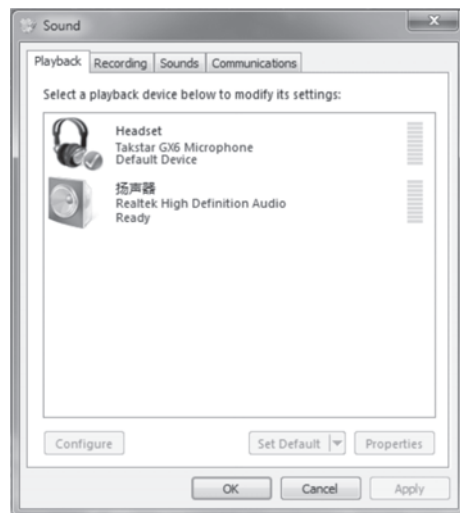 Sound
Playback Recording Sounds Communications
Select a playback device below to modify its settings:
Headset
Takstar GX6 Microphone
Default Device
扬声器
Realtek High Definition Audio
Ready
Configure Set Default Properties
OK Cancel Apply